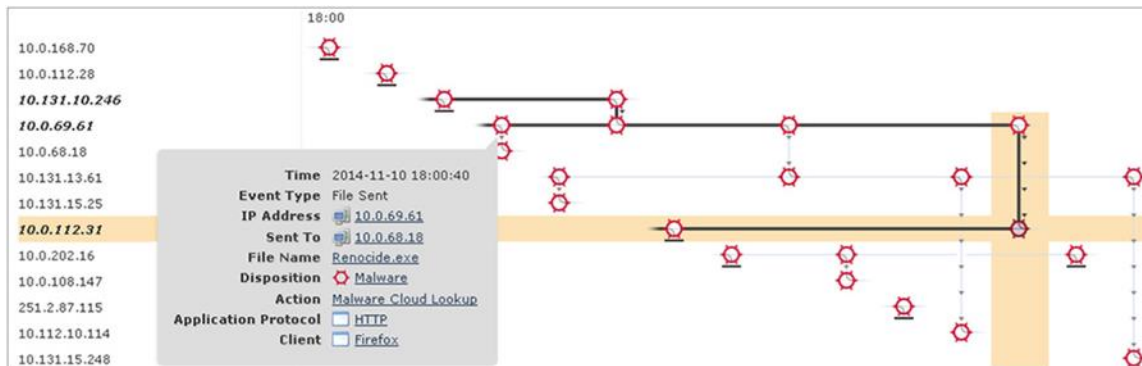 18:00
10.0.168.70
10.0.112.28
10.131.10.246
10.0.69.61
10.0.68.18
10.131.13.61
10.131.15.25
10.0.112.31
10.0.202.16
10.0.108.147
251.2.87.115
10.112.10.114
10.131.15.248
Time 2014-11-10 18:00:40
Event Type File Sent
IP Address 10.0.69.61
Sent To 10.0.68.18
File Name Renocide.exe
Disposition Malware
Action Malware Cloud Lookup
Application Protocol HTTP
Client Firefox